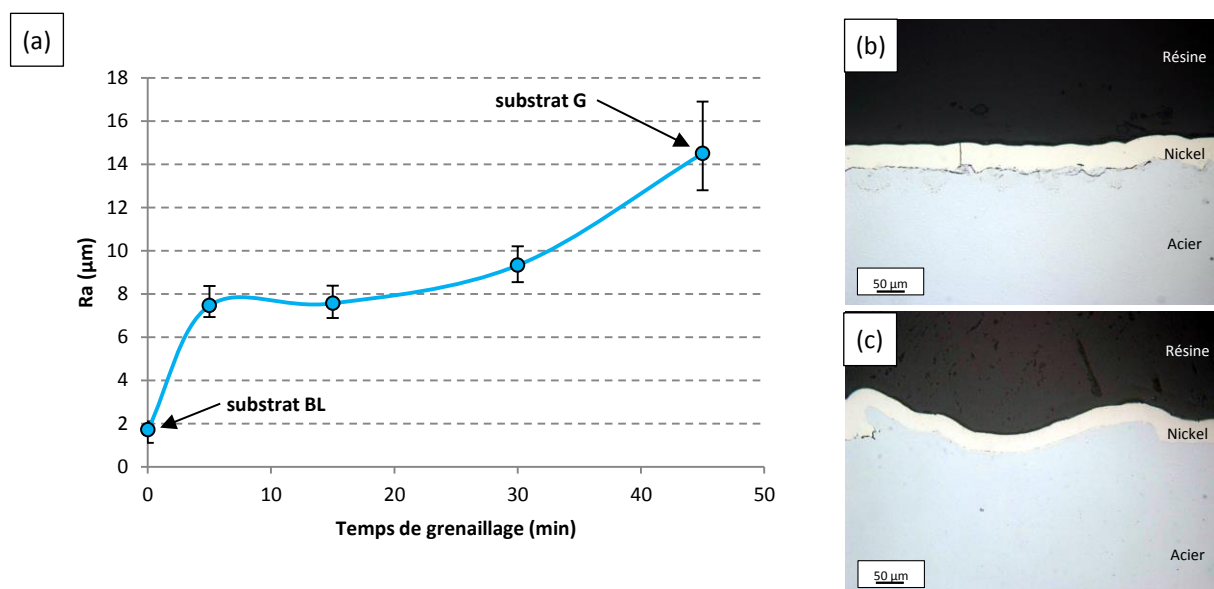 (a)
18
16
14
12
10
8
6
4
2
0
Ra (µm)
substrat G
substrat BL
0 10 20 30 40 50
Temps de grenaillage (min)
(b)
Résine
Nickel
Acier
50 µm
(c)
Résine
Nickel
Acier
50 µm